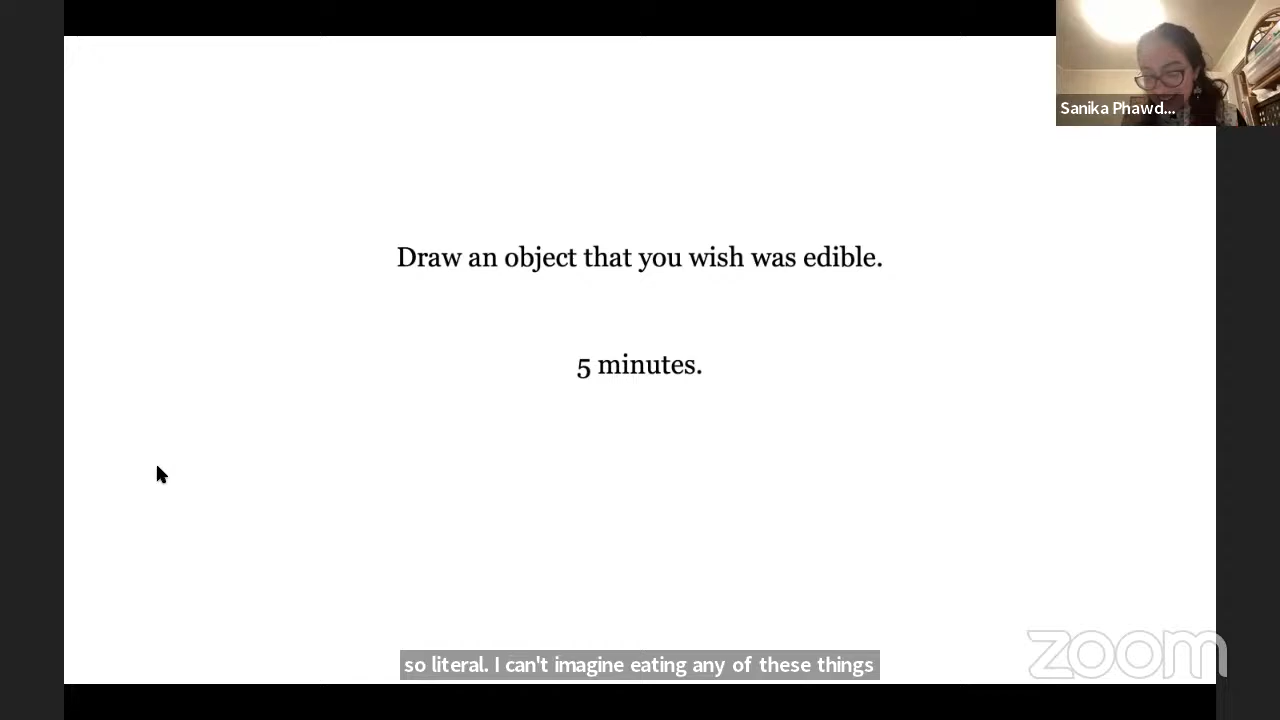 Sanika Phawd...
Draw an object that you wish was edible.
5 minutes.
so literal. I can't imagine eating any of these things
zoom